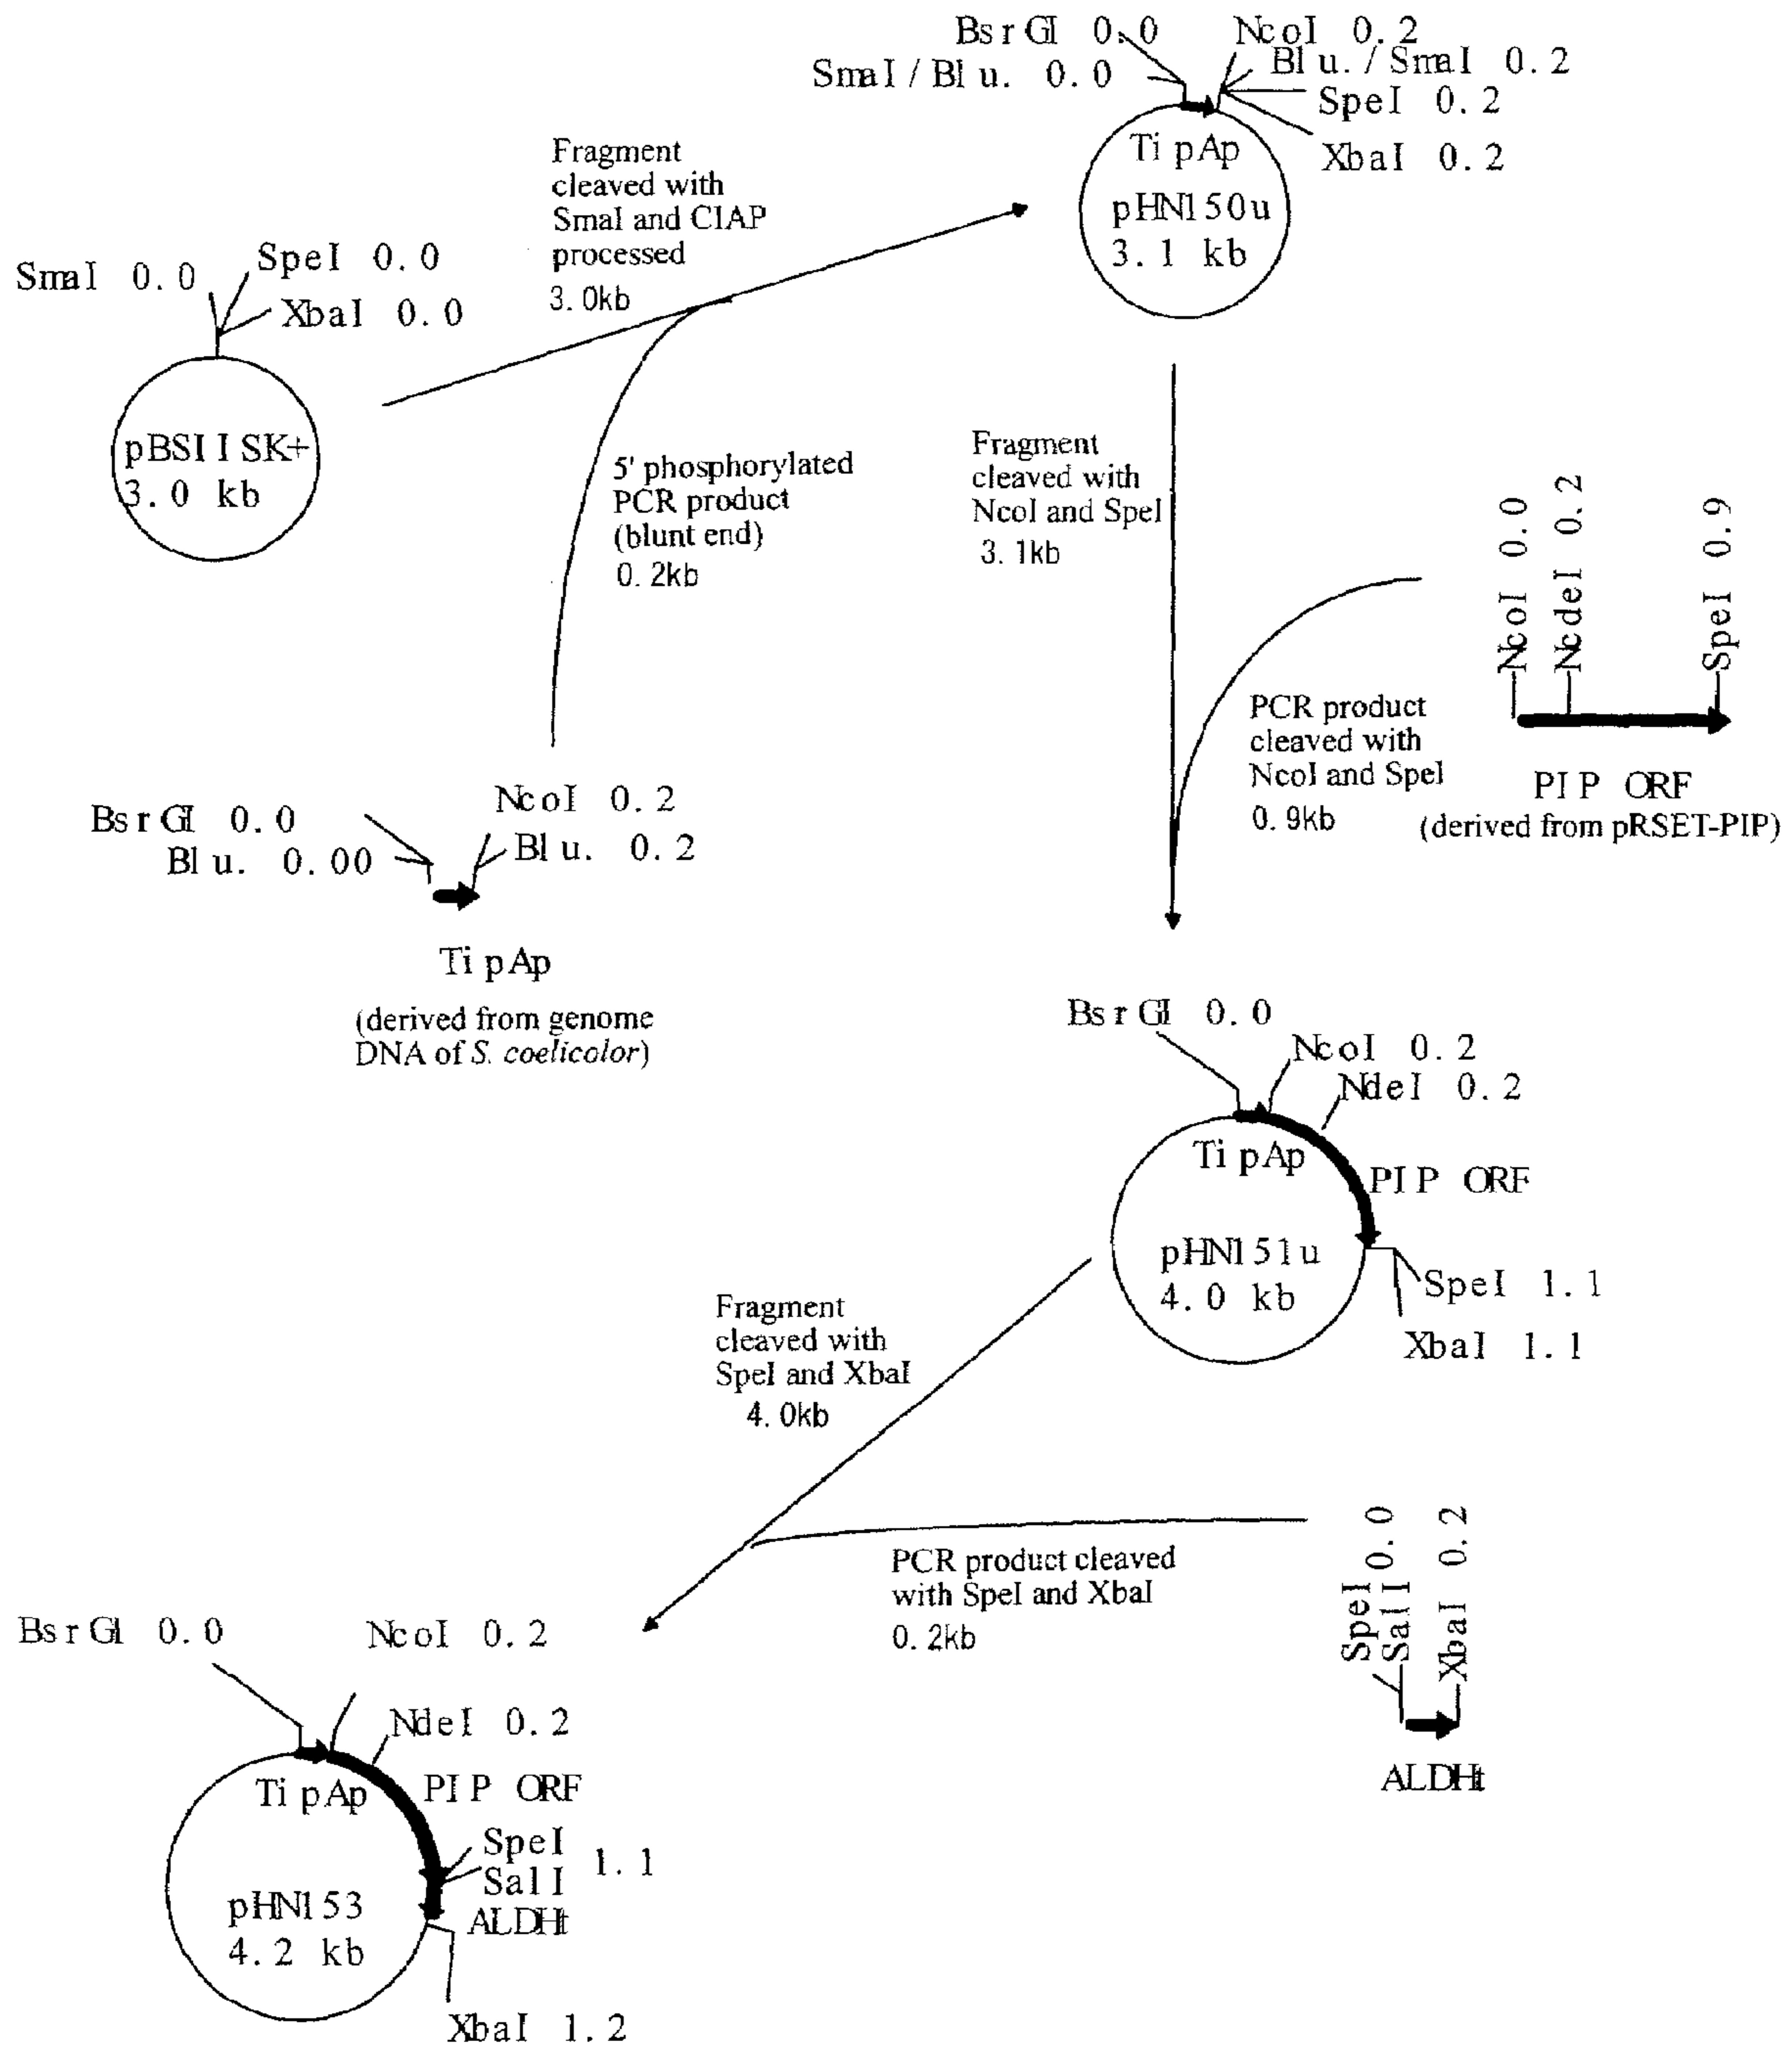 BsrGI 0.0
NcoI 0.2
SmaI / Blu. 0.0
Blu. / SmaI 0.2
SpeI 0.2
XbaI 0.2
TipAp
pHN150u
3.1 kb
Fragment
cleaved with
SmaI and CIAP
processed
3.0kb
SmaI 0.0
SpeI 0.0
XbaI 0.0
pBSIISK+
3.0 kb
5' phosphorylated
PCR product
(blunt end)
0.2kb
Fragment
cleaved with
NcoI and SpeI
3.1kb
NcoI 0.0
NcdeI 0.2
SpeI 0.9
PCR product
cleaved with
NcoI and SpeI
0.9kb
PIP ORF
(derived from pRSET-PIP)
BsrGI 0.0
Blu. 0.00
NcoI 0.2
Blu. 0.2
TipAp
(derived from genome
DNA of S. coelicolor)
BsrGI 0.0
NcoI 0.2
NdeI 0.2
TipAp
PIP ORF
pHN151u
4.0 kb
SpeI 1.1
XbaI 1.1
Fragment
cleaved with
SpeI and XbaI
4.0kb
PCR product cleaved
with SpeI and XbaI
0.2kb
SpeI
SalI 0.0
XbaI 0.2
ALDHt
BsrGI 0.0
NcoI 0.2
NdeI 0.2
TipAp
PIP ORF
SpeI
SalI 1.1
ALDHt
pHN153
4.2 kb
XbaI 1.2